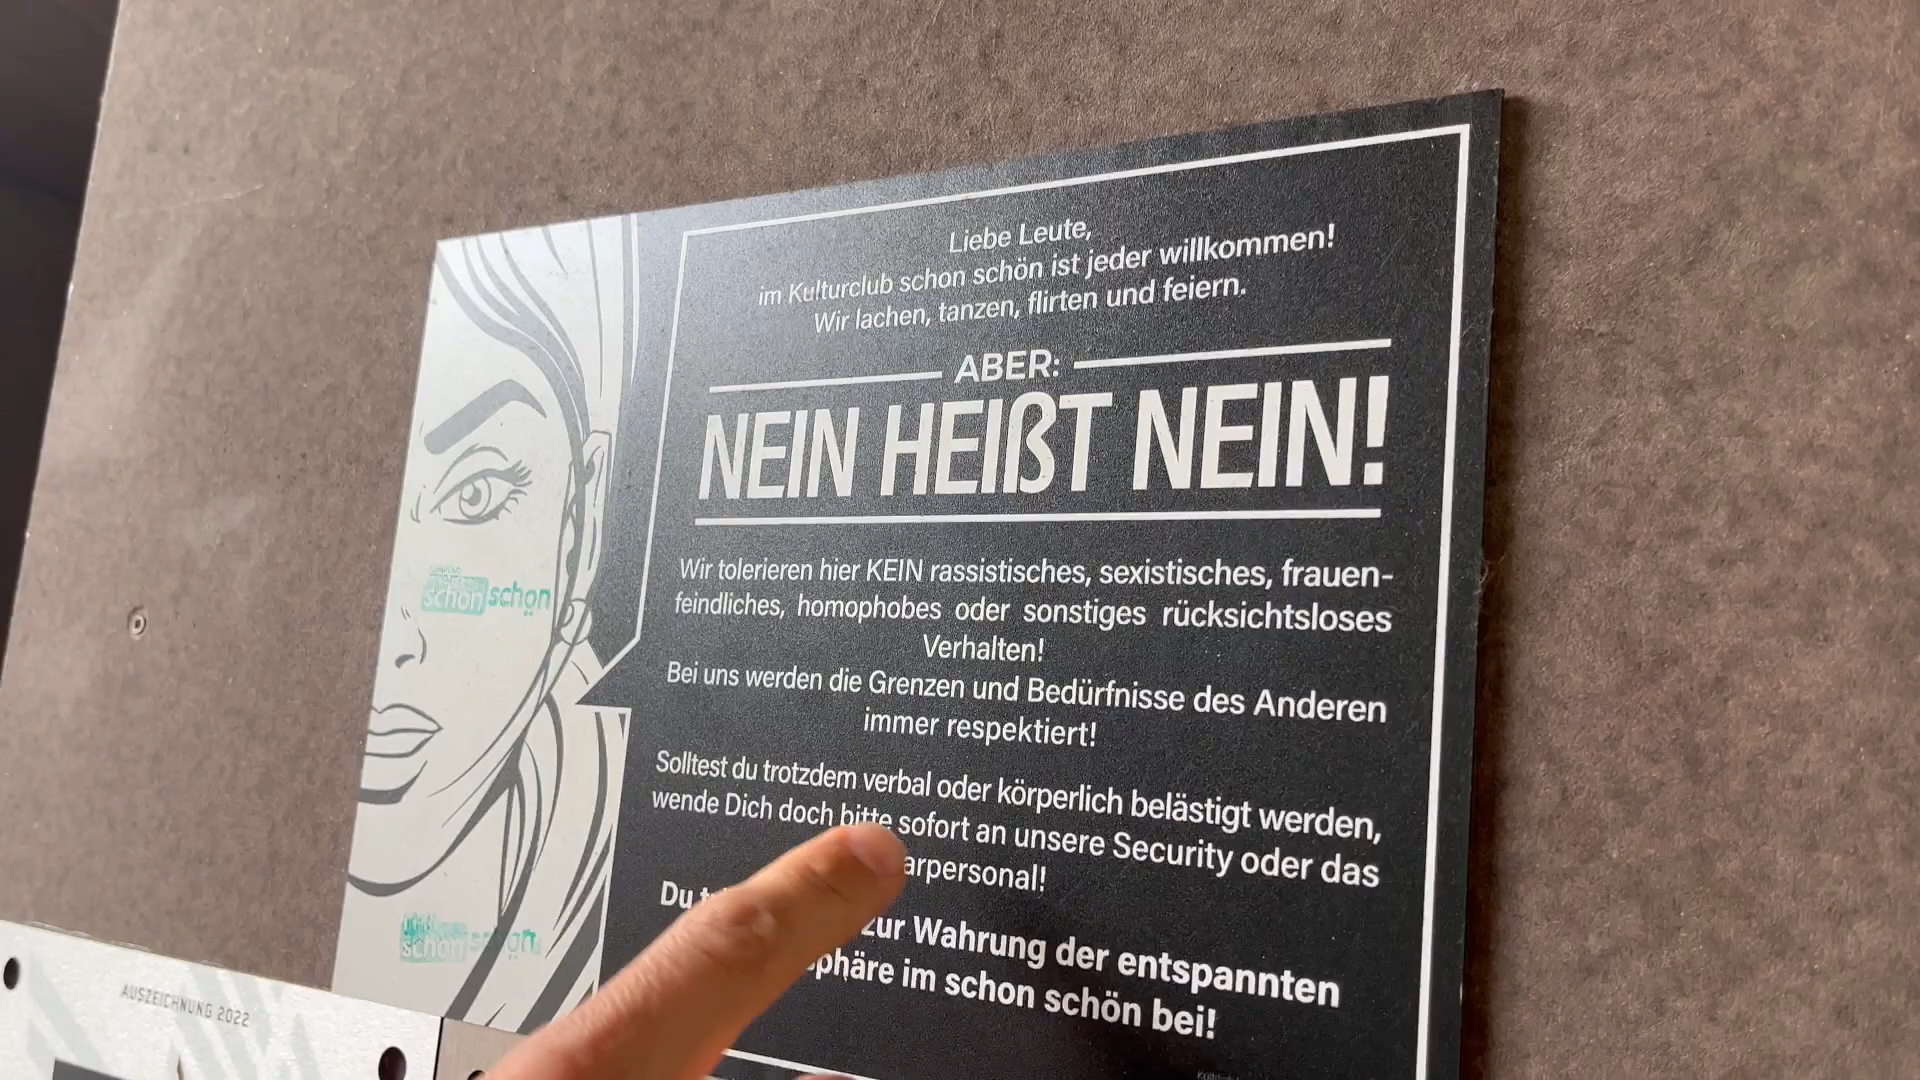 Liebe Leute,
im Kulturclub schon schön ist jeder willkommen!
Wir lachen, tanzen, flirten und feiern.
ABER:
NEIN HEIẞT NEIN!
Wir tolerieren hier KEIN rassistisches, sexistisches, frauen-
feindliches, homophobes oder sonstiges rücksichtsloses
Verhalten!
Bei uns werden die Grenzen und Bedürfnisse des Anderen
immer respektiert!
Solltest du trotzdem verbal oder körperlich belästigt werden,
wende Dich doch bitte sofort an unsere Security oder das
arpersonal!
Du zur Wahrung der entspannten
sphäre im schon schön bei!
schon schön
schon schön
AUSZEICHNUNG 2022